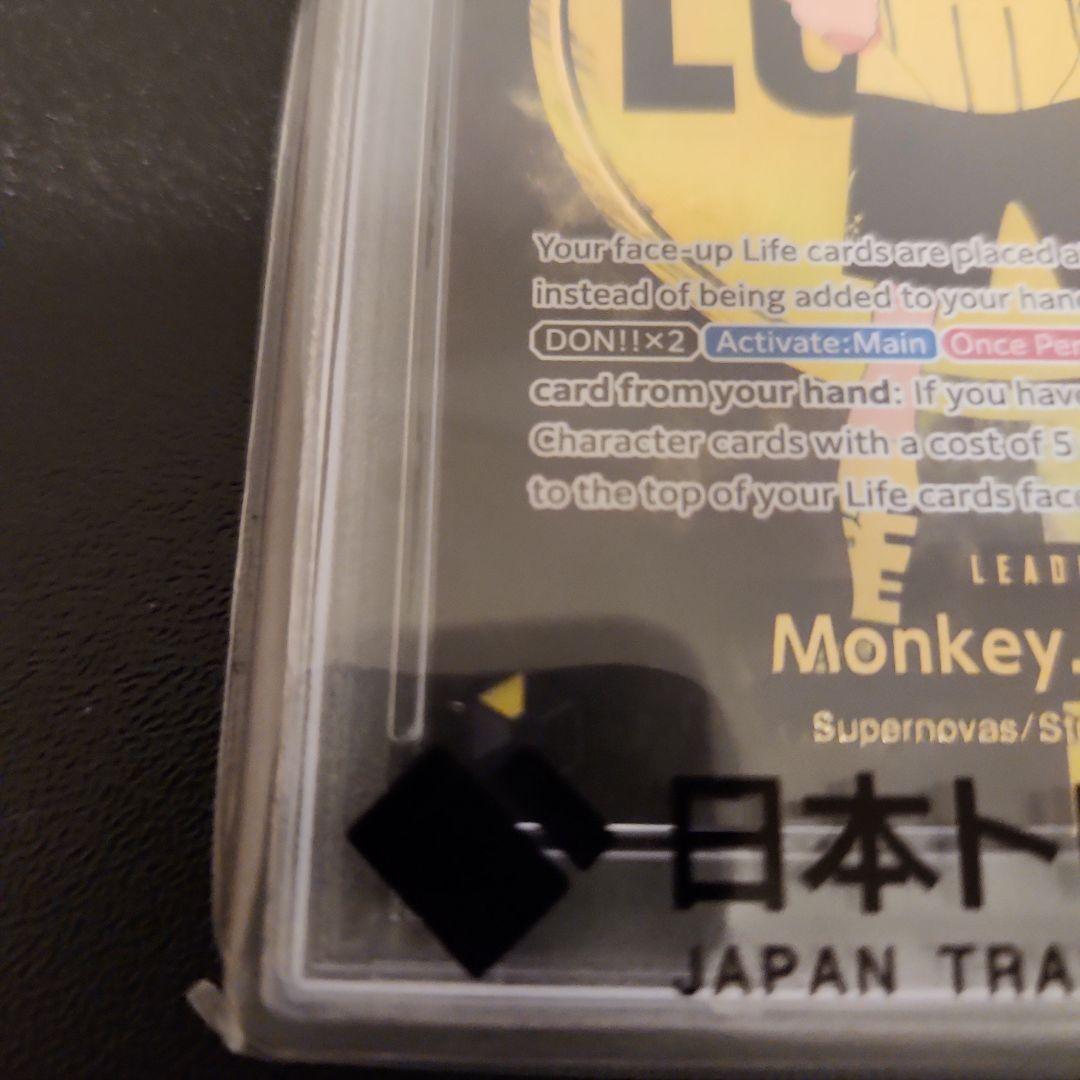 LU
Your face-up Life cards are placed
instead of being added to your hand
DON!!×2 Activate:Main Once Per
card from your hand: If you have
Character cards with a cost of 5
to the top of your Life cards face
E
LEAD
Monkey.
Supernovas/St
日本ト
JAPAN TRA